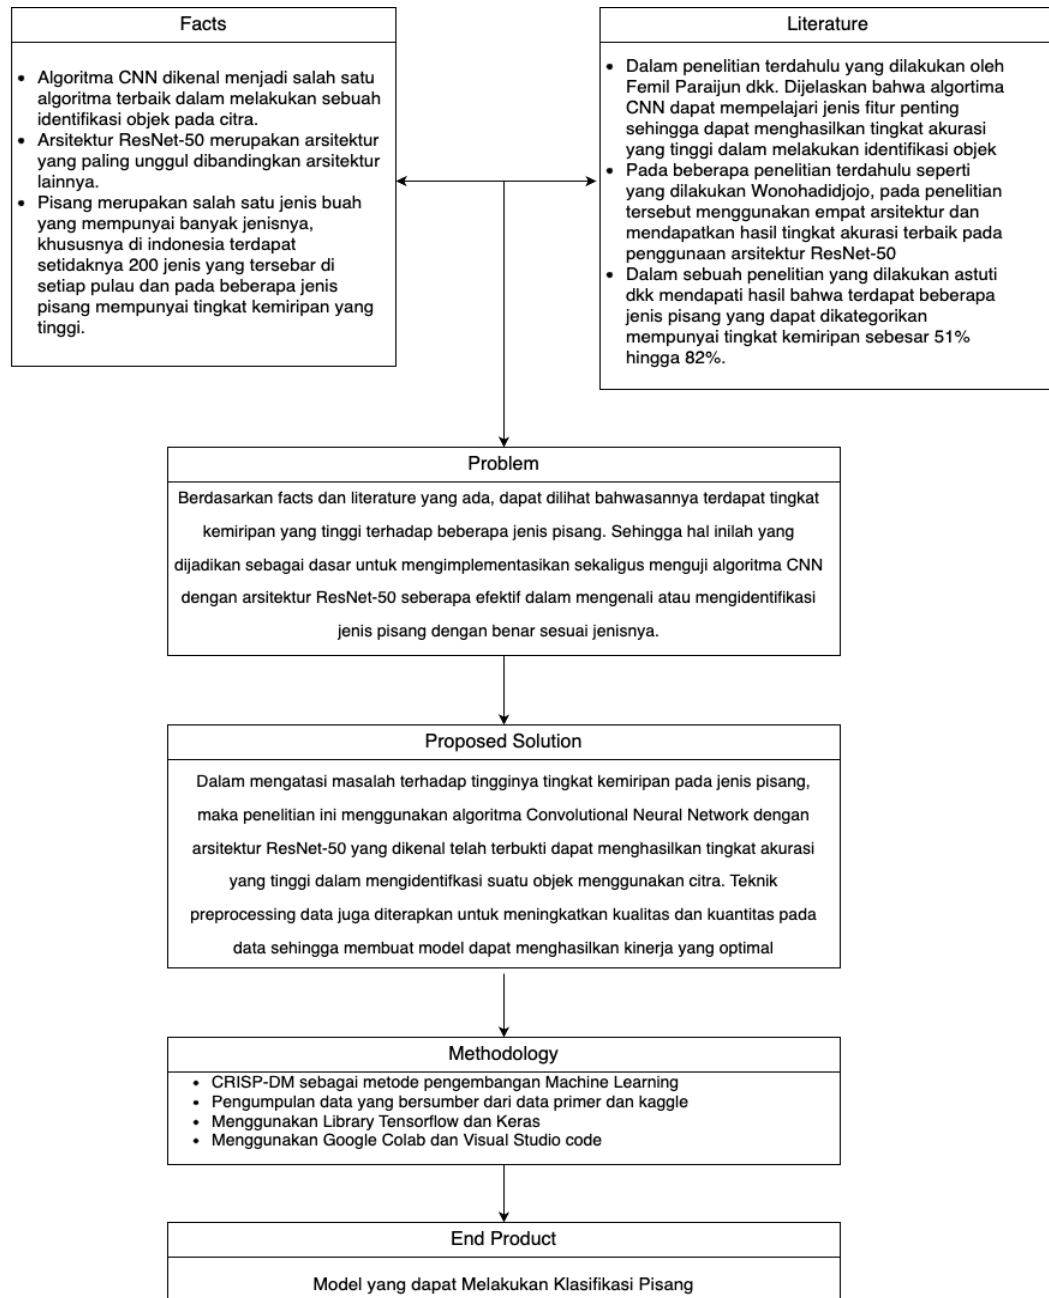 Facts
• Algoritma CNN dikenal menjadi salah satu
algoritma terbaik dalam melakukan sebuah
identifikasi objek pada citra.
• Arsitektur ResNet-50 merupakan arsitektur
yang paling unggul dibandingkan arsitektur
lainnya.
• Pisang merupakan salah satu jenis buah
yang mempunyai banyak jenisnya,
khususnya di indonesia terdapat
setidaknya 200 jenis yang tersebar di
setiap pulau dan pada beberapa jenis
pisang mempunyai tingkat kemiripan yang
tinggi.
Literature
• Dalam penelitian terdahulu yang dilakukan oleh
Femil Paraijun dkk. Dijelaskan bahwa algortima
CNN dapat mempelajari jenis fitur penting
sehingga dapat menghasilkan tingkat akurasi
yang tinggi dalam melakukan identifikasi objek
• Pada beberapa penelitian terdahulu seperti
yang dilakukan Wonohadidjojo, pada penelitian
tersebut menggunakan empat arsitektur dan
mendapatkan hasil tingkat akurasi terbaik pada
penggunaan arsitektur ResNet-50
• Dalam sebuah penelitian yang dilakukan astuti
dkk mendapati hasil bahwa terdapat beberapa
jenis pisang yang dapat dikategorikan
mempunyai tingkat kemiripan sebesar 51%
hingga 82%.
Problem
Berdasarkan facts dan literature yang ada, dapat dilihat bahwasannya terdapat tingkat
kemiripan yang tinggi terhadap beberapa jenis pisang. Sehingga hal inilah yang
dijadikan sebagai dasar untuk mengimplementasikan sekaligus menguji algoritma CNN
dengan arsitektur ResNet-50 seberapa efektif dalam mengenali atau mengidentifikasi
jenis pisang dengan benar sesuai jenisnya.
Proposed Solution
Dalam mengatasi masalah terhadap tingginya tingkat kemiripan pada jenis pisang,
maka penelitian ini menggunakan algoritma Convolutional Neural Network dengan
arsitektur ResNet-50 yang dikenal telah terbukti dapat menghasilkan tingkat akurasi
yang tinggi dalam mengidentifkasi suatu objek menggunakan citra. Teknik
preprocessing data juga diterapkan untuk meningkatkan kualitas dan kuantitas pada
data sehingga membuat model dapat menghasilkan kinerja yang optimal
Methodology
• CRISP-DM sebagai metode pengembangan Machine Learning
• Pengumpulan data yang bersumber dari data primer dan kaggle
• Menggunakan Library Tensorflow dan Keras
• Menggunakan Google Colab dan Visual Studio code
End Product
Model yang dapat Melakukan Klasifikasi Pisang